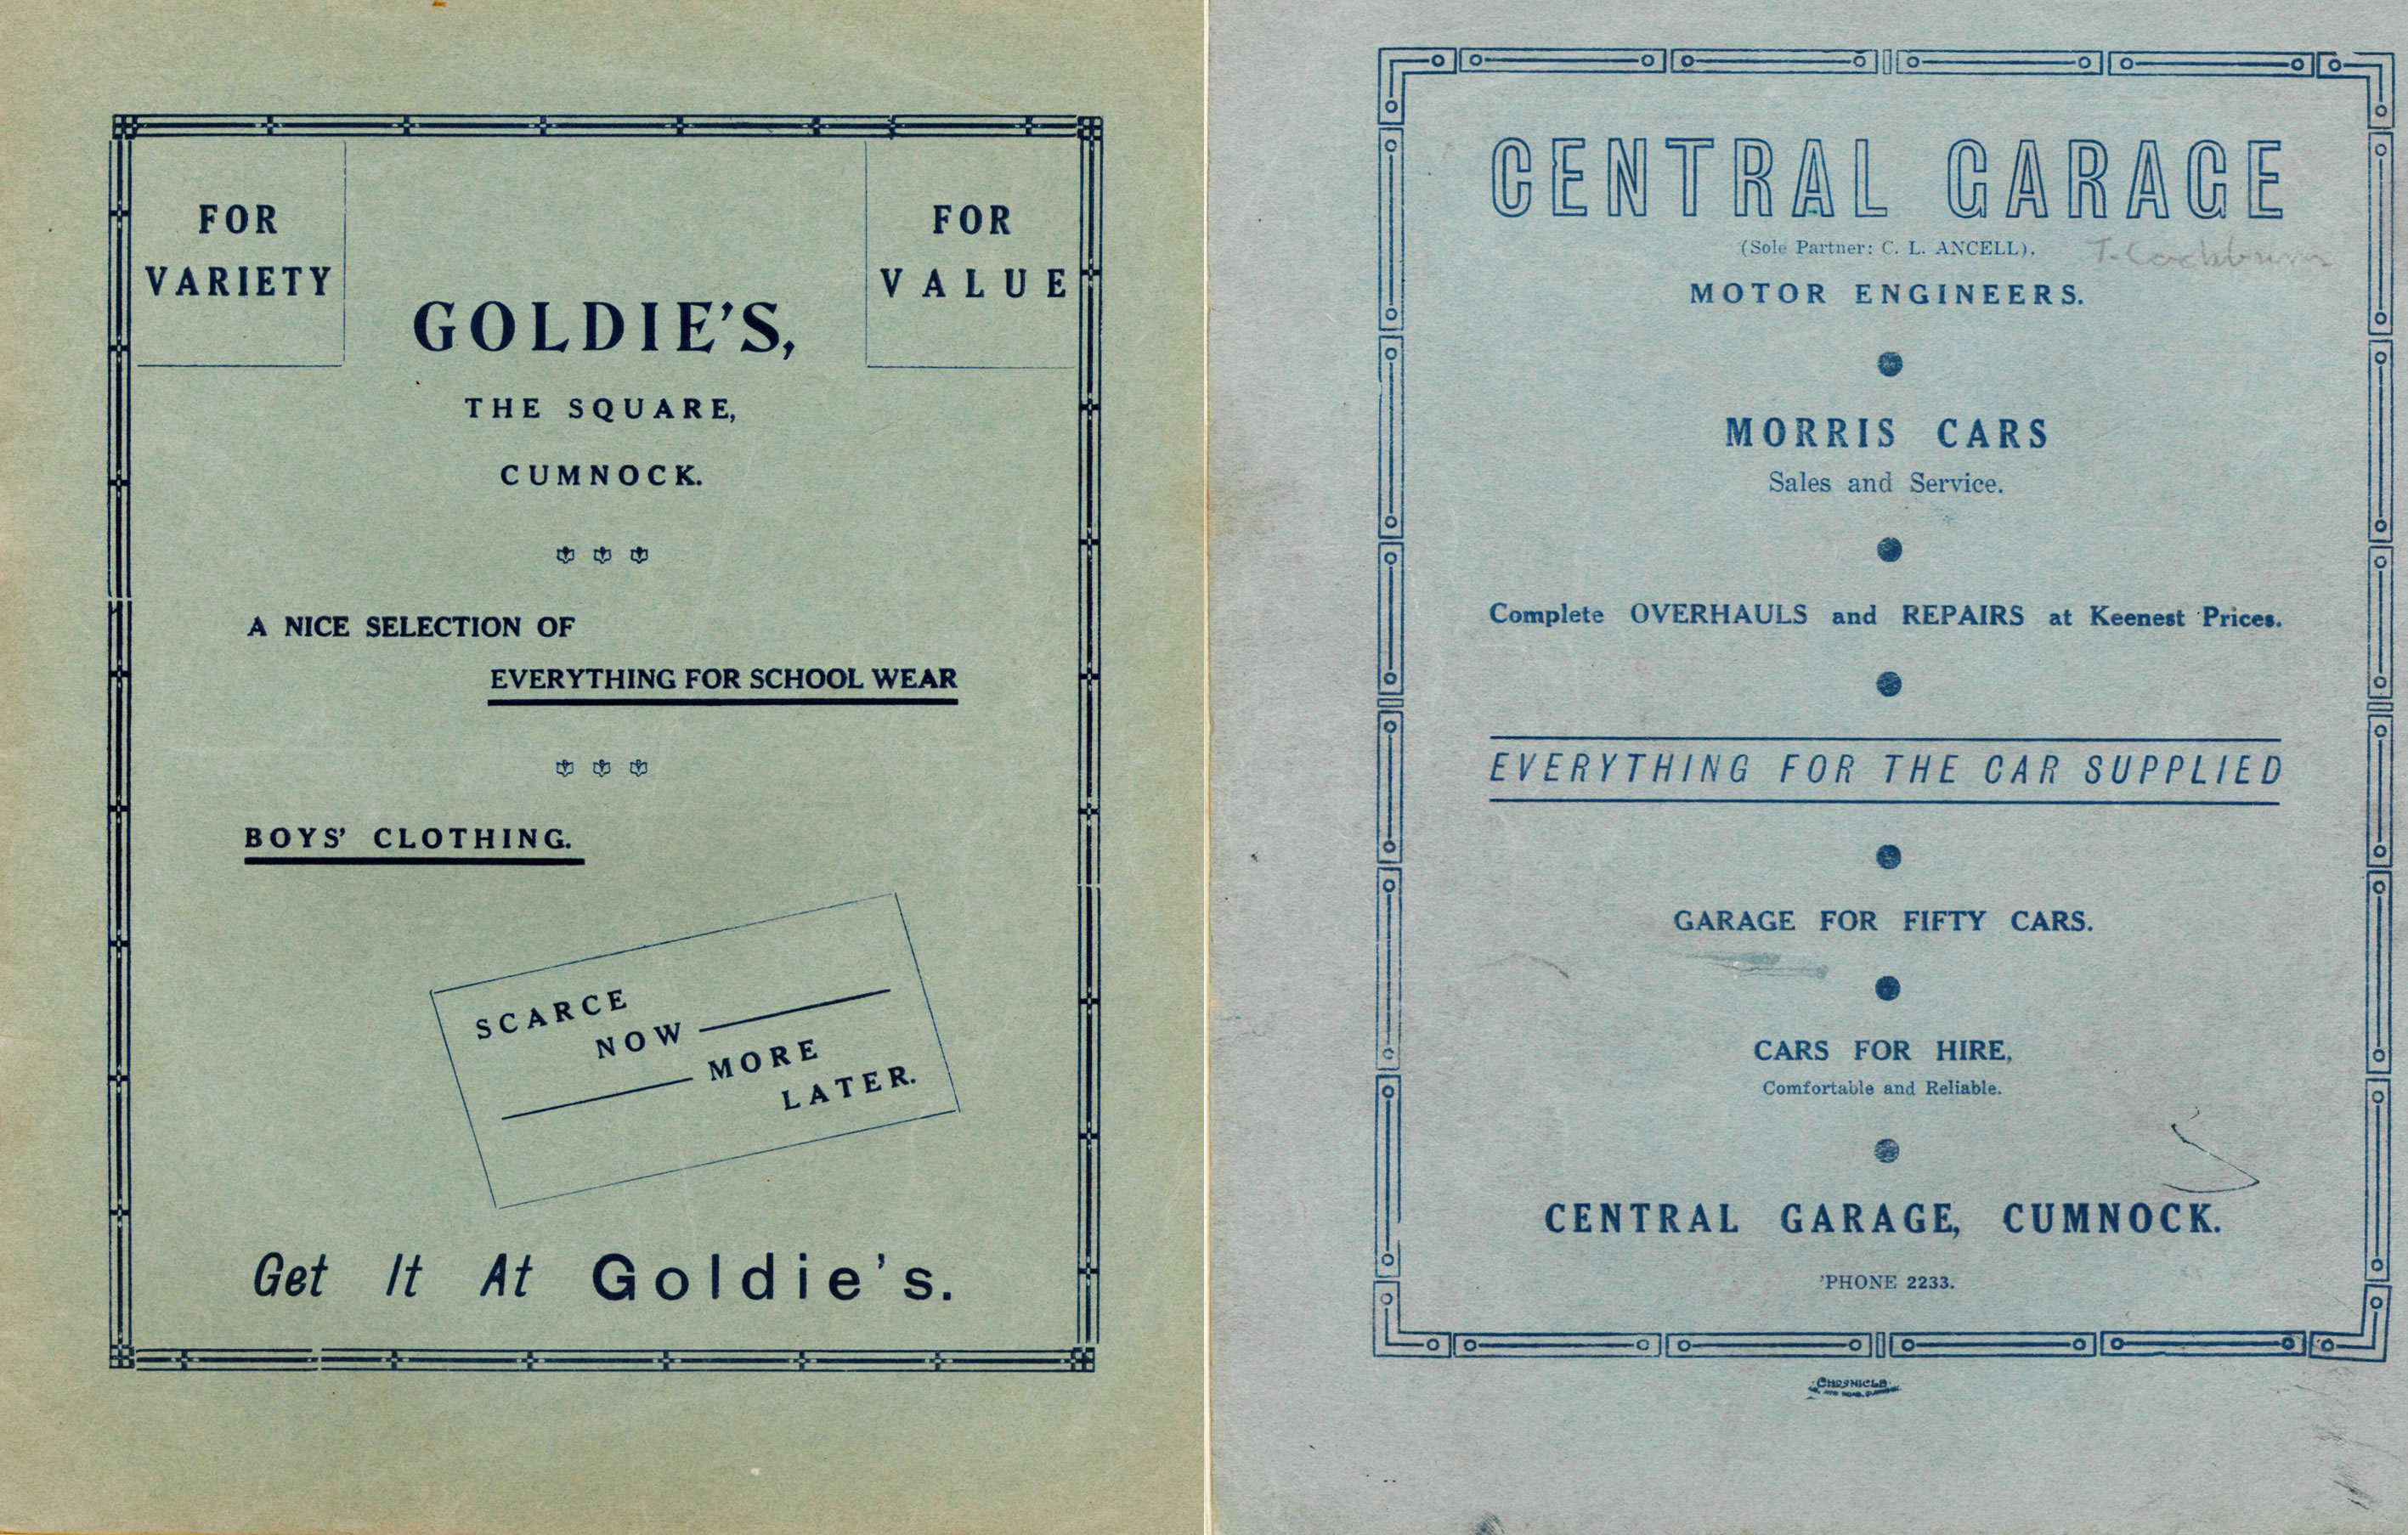 FOR
VARIETY
FOR
VALUE
GOLDIE'S,
THE SQUARE,
CUMNOCK.
A NICE SELECTION OF
EVERYTHING FOR SCHOOL WEAR
BOYS' CLOTHING.
SCARCE
NOW
MORE
LATER.
Get It At Goldie's.
CENTRAL GARAGE
(Sole Partner: C. L. ANCELL),
T. Cockburn
MOTOR ENGINEERS.
MORRIS CARS
Sales and Service.
Complete OVERHAULS and REPAIRS at Keenest Prices.
EVERYTHING FOR THE CAR SUPPLIED
GARAGE FOR FIFTY CARS.
CARS FOR HIRE,
Comfortable and Reliable.
CENTRAL GARAGE, CUMNOCK.
'PHONE 2233.
CHRONICLE